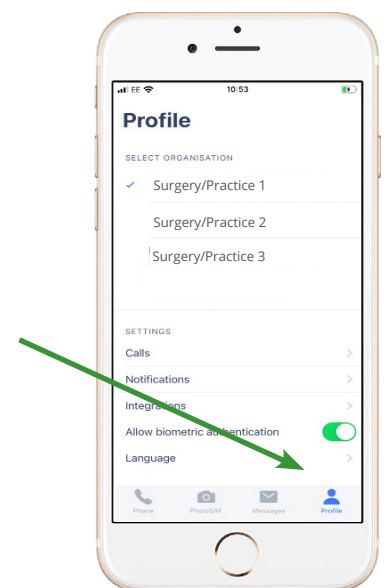 EE
10:53
Profile
SELECT ORGANISATION
Surgery/Practice 1
Surgery/Practice 2
Surgery/Practice 3
SETTINGS
Calls
Notifications
Integrations
Allow biometric authentication
Language
Phone PhotoSAF Messages Profile